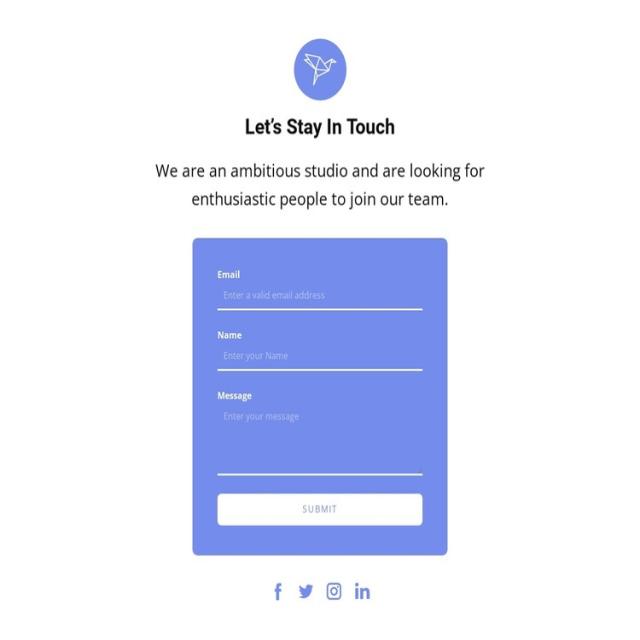 Let’s Stay In Touch
We are an ambitious studio and are looking for
enthusiastic people to join our team.
Email
Enter a valid email address
Name
Enter your Name
Message
Enter your message
SUBMIT